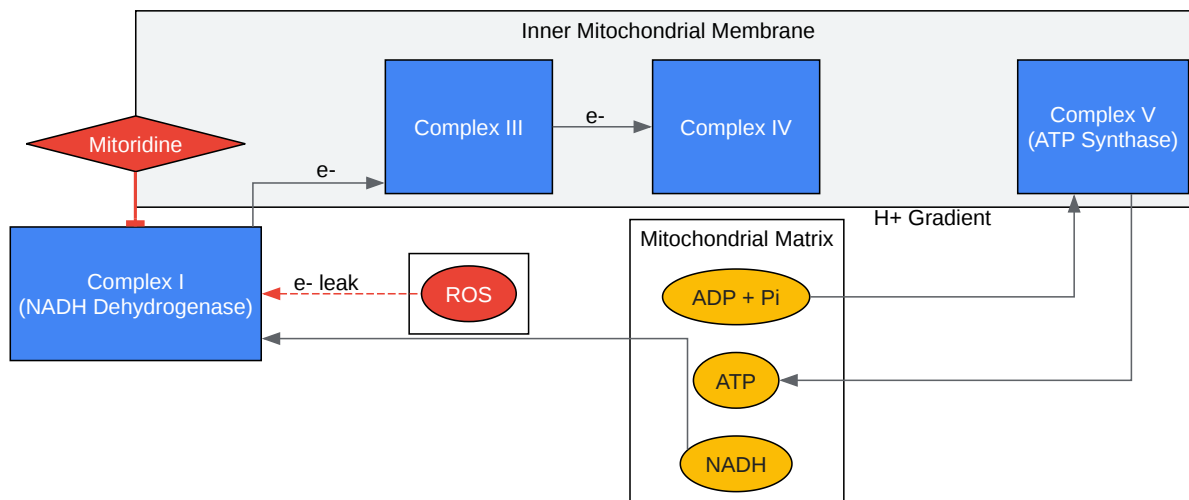 Inner Mitochondrial Membrane
Complex III
e-
Complex IV
Complex V
(ATP Synthase)
Mitoridine
e-
H+ Gradient
Mitochondrial Matrix
Complex I
(NADH Dehydrogenase)
e- leak
ROS
ADP + Pi
ATP
NADH